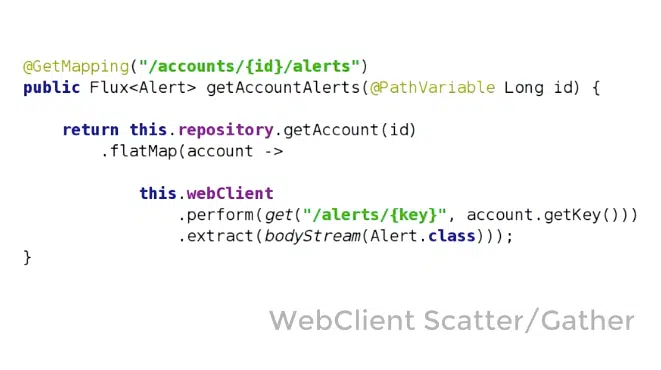 @GetMapping("/accounts/{id}/alerts")
public Flux<Alert> getAccountAlerts(@PathVariable Long id) {
return this.repository.getAccount(id)
.flatMap(account ->
this.webClient
.perform(get("/alerts/{key}", account.getKey()))
.extract(bodyStream(Alert.class)));
}
WebClient Scatter/Gather